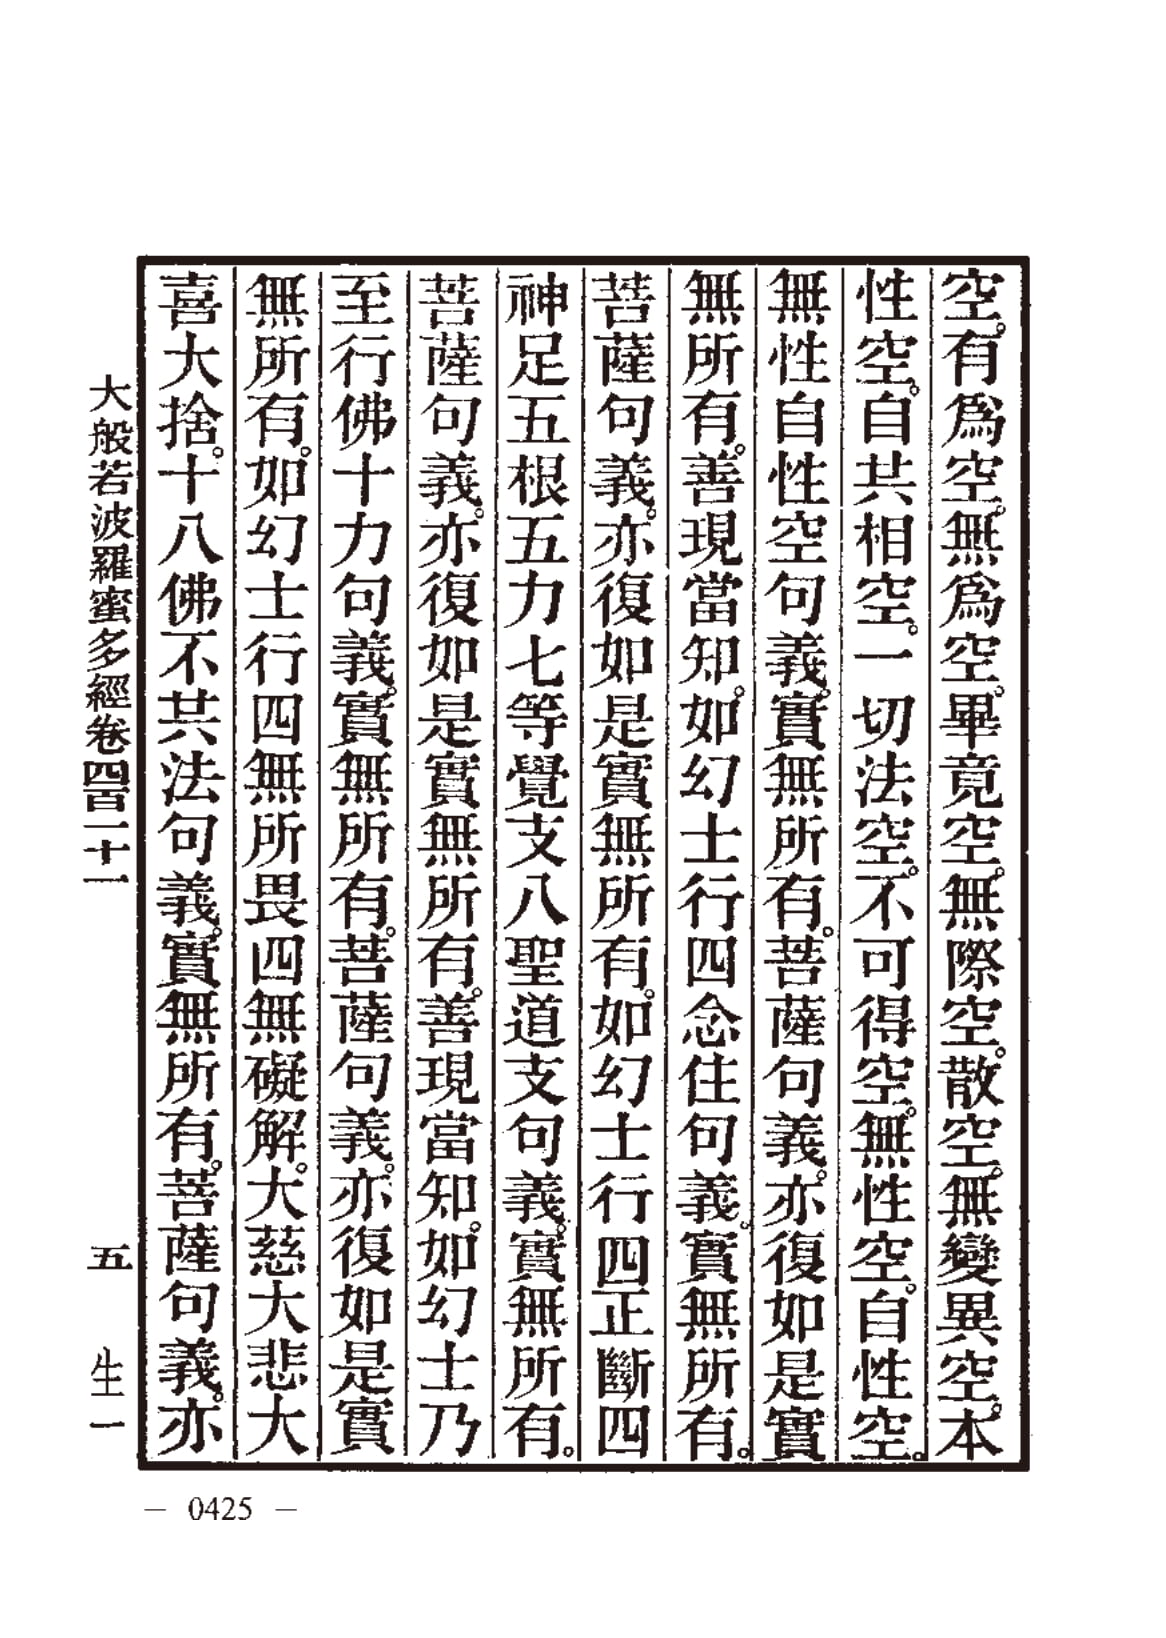 空。有爲空。無爲空。畢竟空。無際空。散空。無變異空。本
性空。自共相空。一切法空。不可得空。無性空。自性空。
無性自性空句義。實無所有。菩薩句義。亦復如是實
無所有。善現當知。如幻士行四念住句義。實無所有。
菩薩句義。亦復如是實無所有。如幻士行四正斷四
神足五根五力七等覺支八聖道支句義。實無所有。
菩薩句義。亦復如是實無所有。善現當知。如幻士乃
至行佛十力句義。實無所有。菩薩句義。亦復如是實
無所有。如幻士行四無所畏四無礙解。大慈大悲大
喜大捨。十八佛不共法句義。實無所有。菩薩句義。亦
大般若波羅蜜多經卷四百一十一 五 生一
— 0425 —